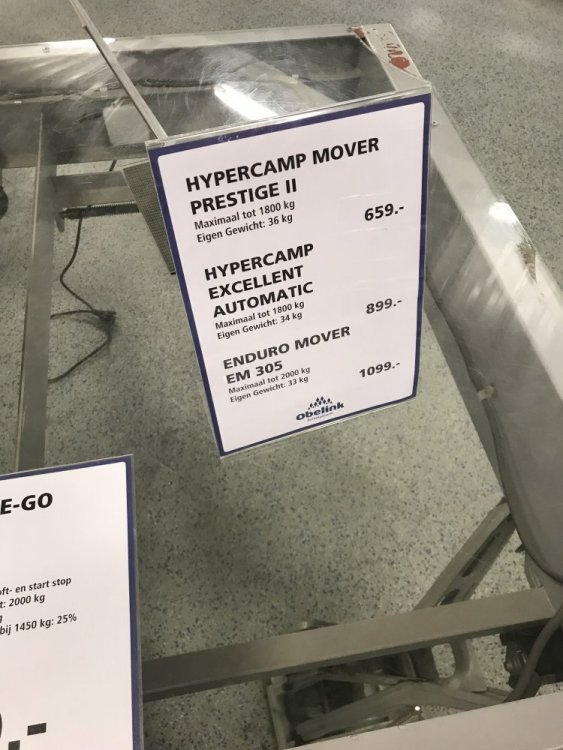 HYPERCAMP MOVER
PRESTIGE II
Maximaal tot 1800 kg
Eigen Gewicht: 36 kg
659.-
HYPERCAMP
EXCELLENT
AUTOMATIC
Maximaal tot 1800 kg
Eigen Gewicht: 34 kg
899.-
ENDURO MOVER
EM 305
Maximaal tot 2000 kg
Eigen Gewicht: 33 kg
1099.-
obelink
E-GO
oft- en start stop
t: 2000 kg
g
bij 1450 kg: 25%
.-